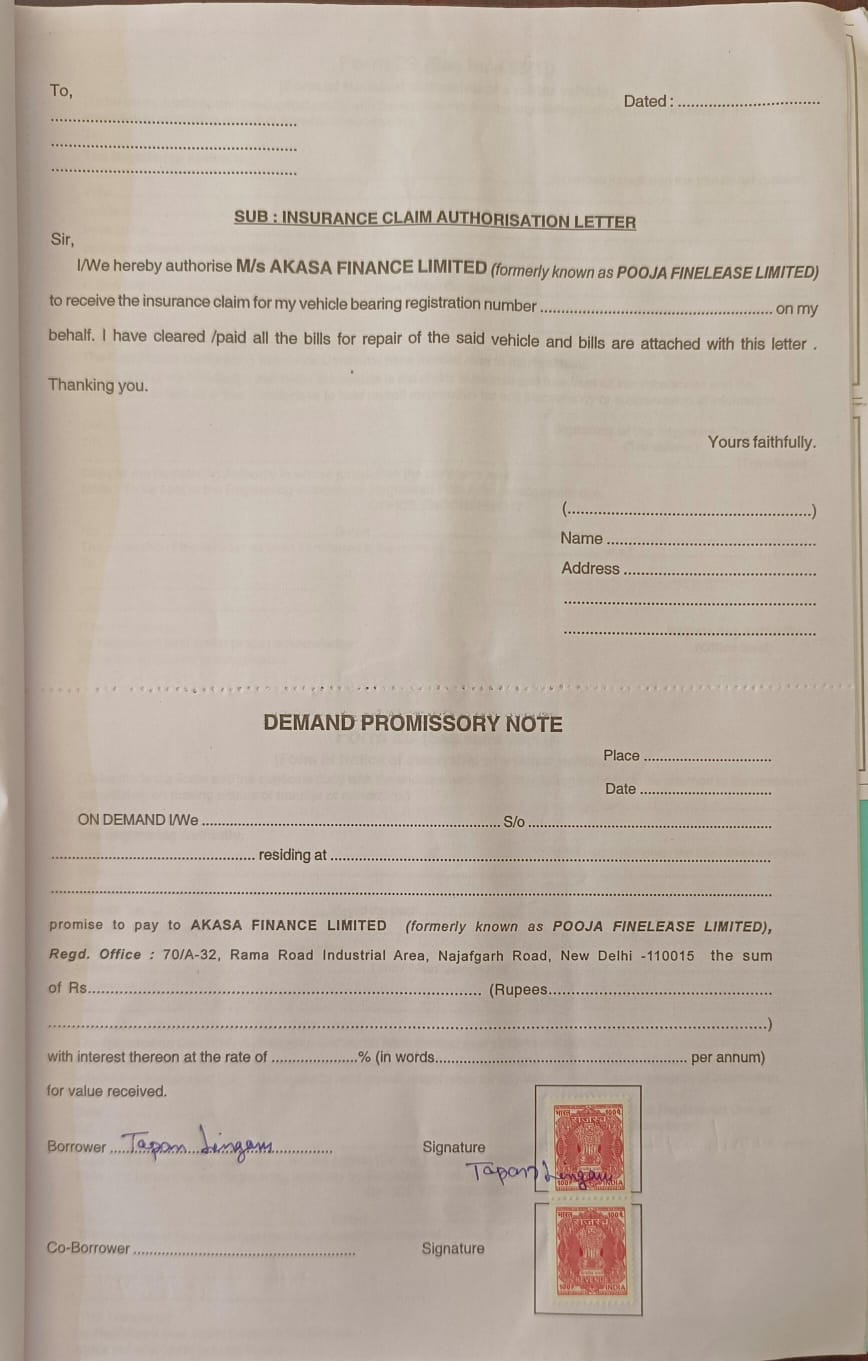 To,
Dated : ................................
................................................................
................................................................
................................................................
SUB : INSURANCE CLAIM AUTHORISATION LETTER
Sir,
I/We hereby authorise M/s AKASA FINANCE LIMITED (formerly known as POOJA FINELEASE LIMITED)
to receive the insurance claim for my vehicle bearing registration number ........................................................ on my
behalf. I have cleared /paid all the bills for repair of the said vehicle and bills are attached with this letter .
Thanking you.
Yours faithfully.
(............................................................)
Name ....................................................
Address ................................................
................................................................
................................................................
DEMAND PROMISSORY NOTE
Place ................................
Date ................................
ON DEMAND I/We ........................................................................ S/o ............................................................
.................................................. residing at ............................................................................................................
................................................................................................................................................................
promise to pay to AKASA FINANCE LIMITED (formerly known as POOJA FINELEASE LIMITED),
Regd. Office : 70/A-32, Rama Road Industrial Area, Najafgarh Road, New Delhi -110015 the sum
of Rs................................................................................................ (Rupees......................................................
................................................................................................................................................................)
with interest thereon at the rate of .....................% (in words.............................................................. per annum)
for value received.
Borrower .... Tapan Lingam ...............
Signature
Tapan Lingam
भारत
INDIA
Co-Borrower ......................................................
Signature
भारत
REVENUE
INDIA